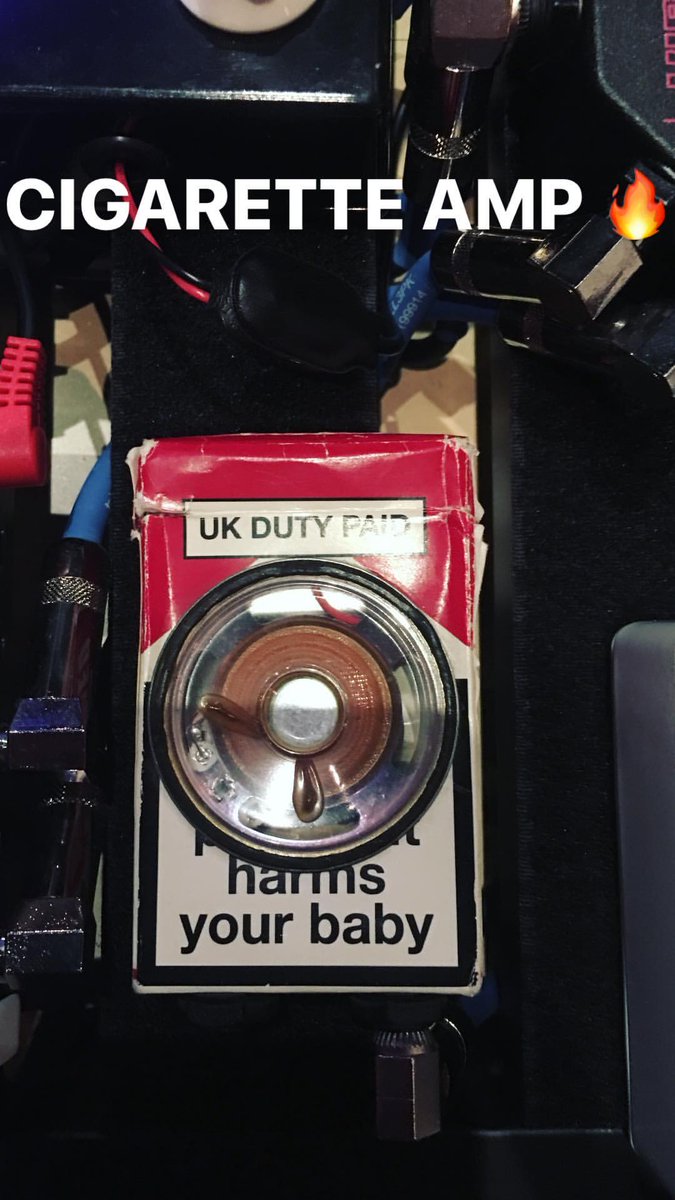 CIGARETTE AMP 🔥
UK DUTY PAID
harms
your baby